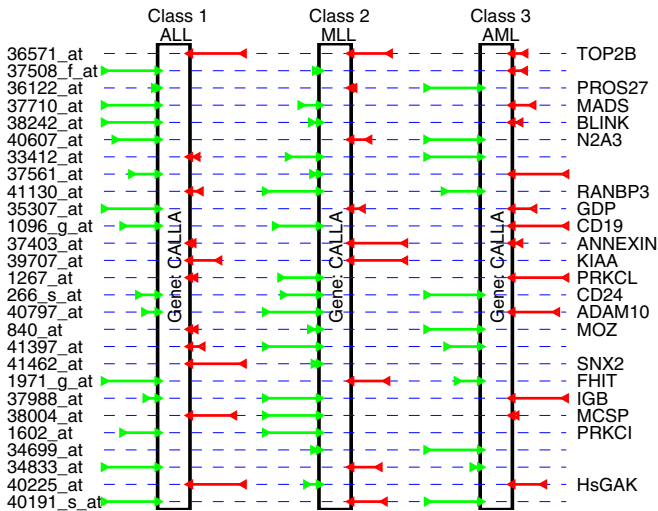 Class 1 Class 2 Class 3
ALL MLL AML
36571_at TOP2B
37508_f_at
36122_at PROS27
37710_at MADS
38242_at BLINK
40607_at N2A3
33412_at
37561_at
41130_at RANBP3
35307_at GDP
1096_g_at CD19
37403_at ANNEXIN
39707_at KIAA
1267_at PRKCL
266_s_at CD24
40797_at ADAM10
840_at MOZ
41397_at
41462_at SNX2
1971_g_at FHIT
37988_at IGB
38004_at MCSP
1602_at PRKCI
34699_at
34833_at
40225_at HsGAK
40191_s_at
Gene: CALLA
Gene: CALLA
Gene: CALLA